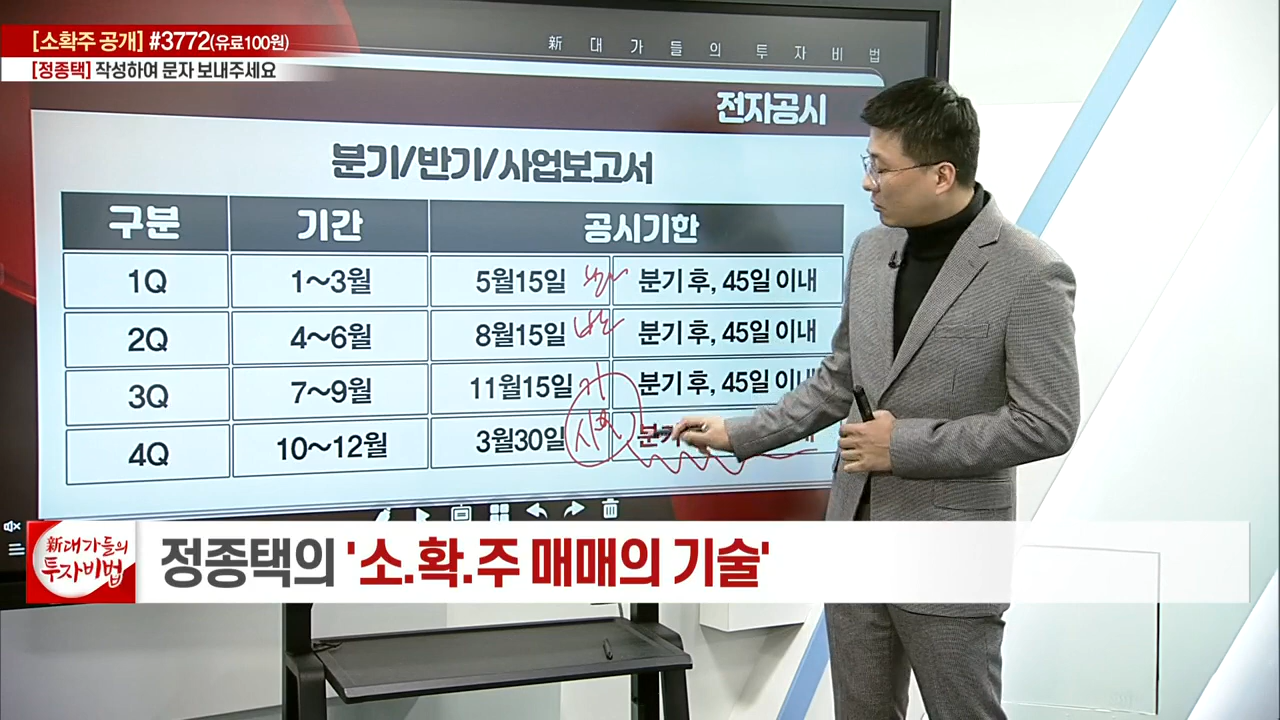 [소확주 공개] #3772(유료100원)
[정종택] 작성하여 문자 보내주세요
新 대 가 들 의 투 자 비 법
전자공시
분기/반기/사업보고서
구분 기간 공시기한
1Q 1~3월 5월15일 분기 후, 45일 이내
2Q 4~6월 8월15일 분기 후, 45일 이내
3Q 7~9월 11월15일 분기 후, 45일 이내
4Q 10~12월 3월30일 분기
新대가들의
투자비법
정종택의 '소.확.주 매매의 기술'